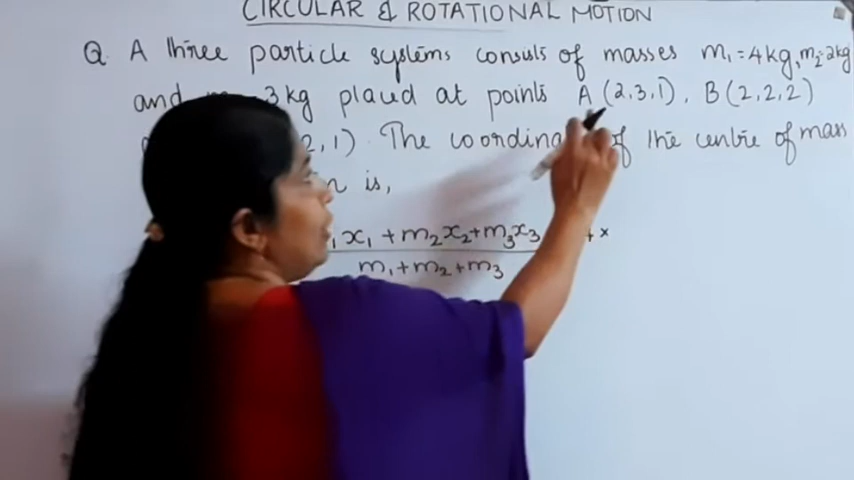 CIRCULAR & ROTATIONAL MOTION
Q. A three particle systems consists of masses m₁=4kg, m₂=2kg
and 3kg placed at points A (2,3,1), B(2,2,2)
2,1). The of the centre of mass
is,
x₁ + m₂x₂ + m₃x₃ + ×
m₁ + m₂ + m₃